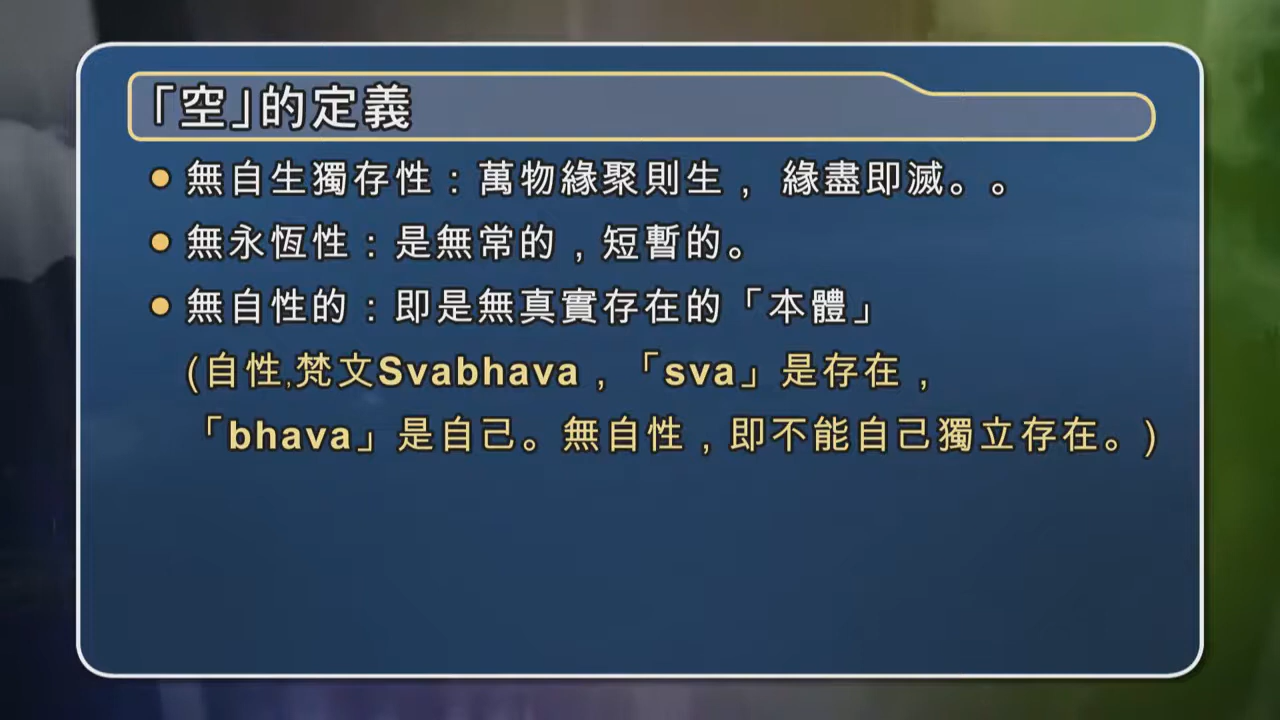 「空」的定義
無自生獨存性：萬物緣聚則生， 緣盡即滅。。
無永恆性：是無常的，短暫的。
無自性的：即是無真實存在的「本體」
(自性,梵文Svabhava，「sva」是存在，
「bhava」是自己。無自性，即不能自己獨立存在。)